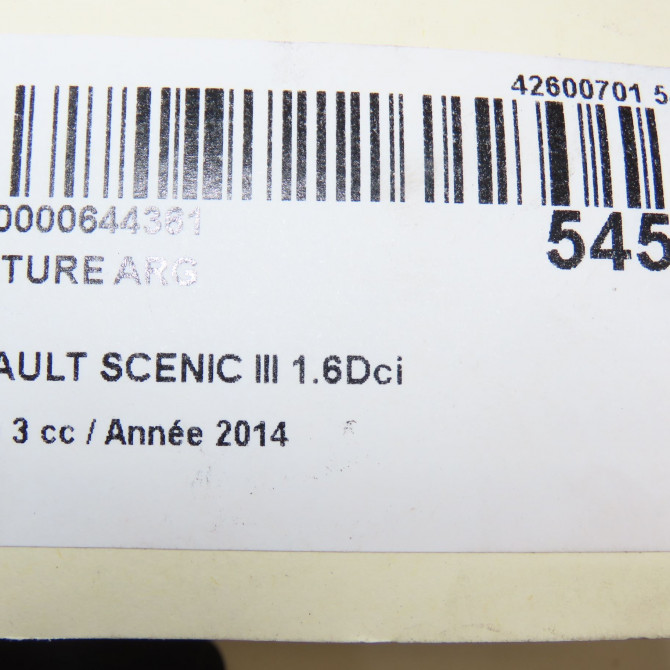 42600701 5
0000644361
545
TURE ARG
AULT SCENIC III 1.6Dci
3 cc / Année 2014